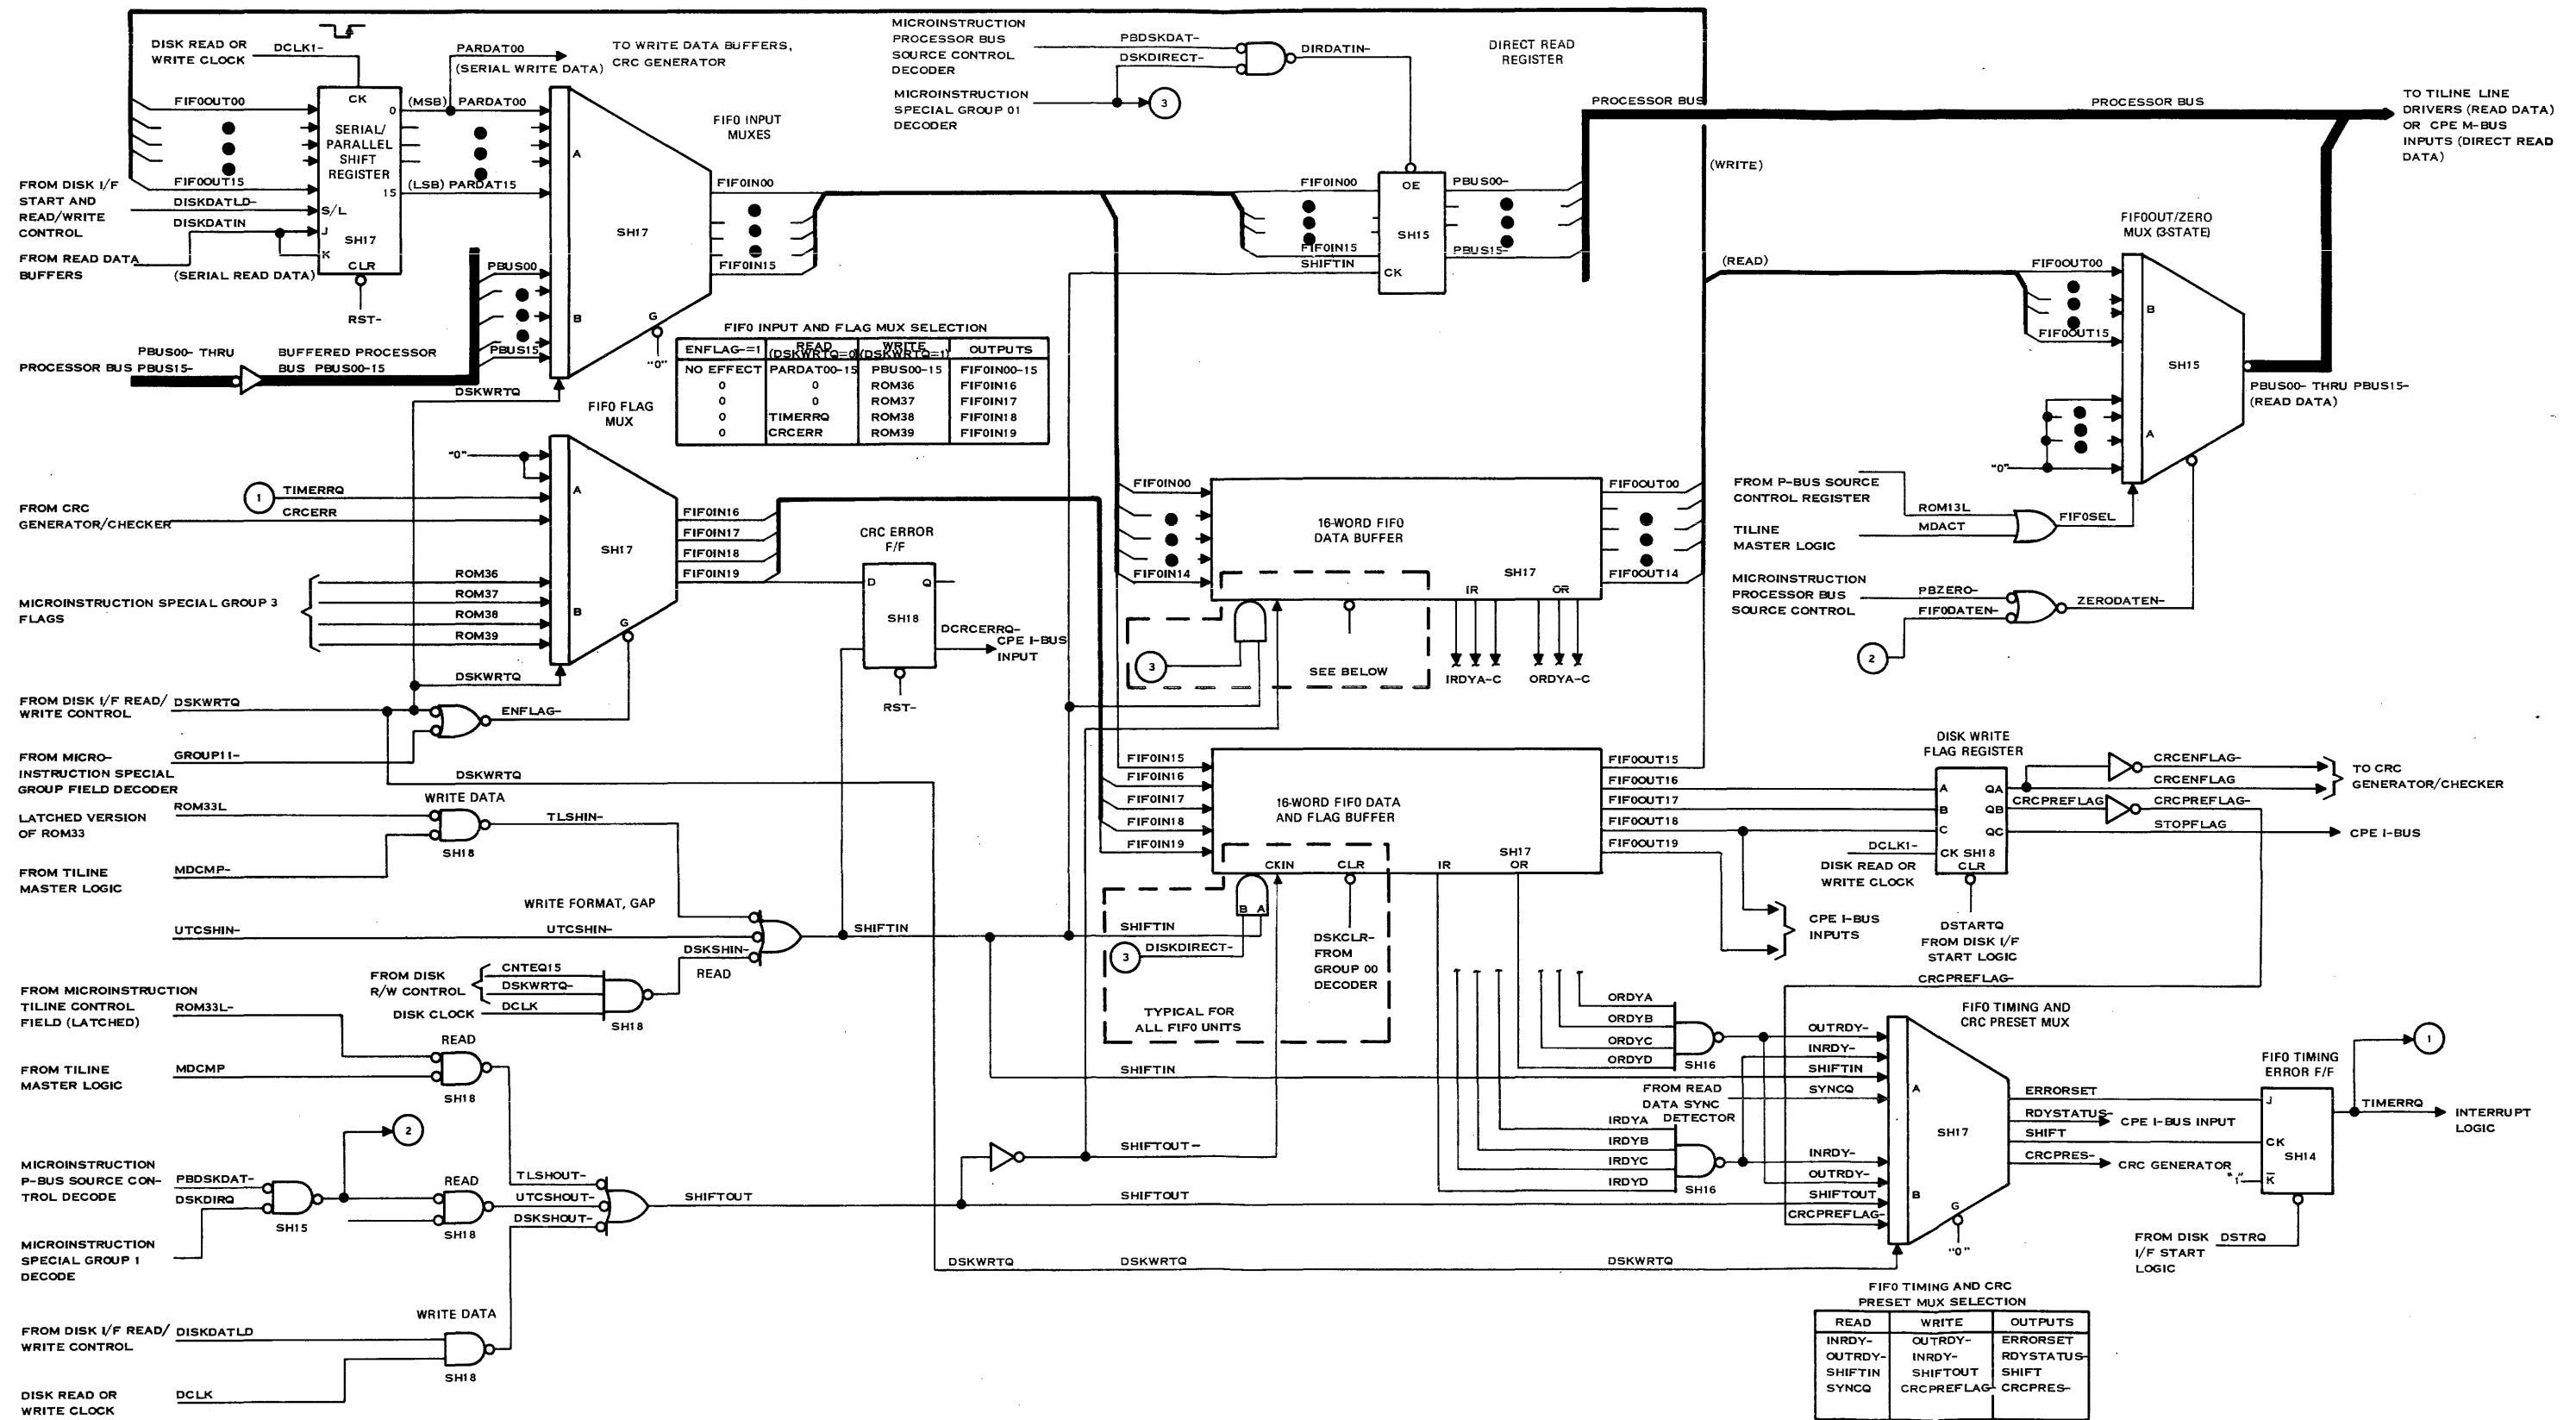 DISK READ OR
WRITE CLOCK
DCLK1-
PARDAT00
(SERIAL WRITE DATA)
TO WRITE DATA BUFFERS,
CRC GENERATOR
FIFOOUT00
FIFOOUT15
CK
0
SERIAL/
PARALLEL
SHIFT
REGISTER
15
S/L
J
SH17
K
CLR
RST-
(MSB) PARDAT00
(LSB) PARDAT15
FROM DISK I/F
START AND
READ/WRITE
CONTROL
DISKDATLD-
DISKDATIN
FROM READ DATA
BUFFERS
(SERIAL READ DATA)
PBUS00
PBUS15
PBUS00- THRU
PROCESSOR BUS PBUS15-
BUFFERED PROCESSOR
BUS PBUS00-15
DSKWRTQ
FIFO INPUT
MUXES
A
SH17
B
G
"0"
FIFOIN00
FIFOIN15
MICROINSTRUCTION
PROCESSOR BUS
SOURCE CONTROL
DECODER
MICROINSTRUCTION
SPECIAL GROUP 01
DECODER
PBDSKDAT-
DSKDIRECT-
3
DIRDATIN-
DIRECT READ
REGISTER
FIFOIN00
FIFOIN15
SHIFTIN
OE
SH15
CK
PBUS00-
PBUS15-
PROCESSOR BUS
PROCESSOR BUS
(WRITE)
(READ)
TO TILINE LINE
DRIVERS (READ DATA)
OR CPE M-BUS
INPUTS (DIRECT READ
DATA)
FIFOOUT/ZERO
MUX (3-STATE)
FIFOOUT00
FIFOOUT15
B
SH15
A
"0"
PBUS00- THRU PBUS15-
(READ DATA)
FROM P-BUS SOURCE
CONTROL REGISTER
ROM13L
MDACT
FIFOSEL
TILINE
MASTER LOGIC
MICROINSTRUCTION
PROCESSOR BUS
SOURCE CONTROL
PBZERO-
FIFODATEN-
ZERODATEN-
2
FIFO INPUT AND FLAG MUX SELECTION
ENFLAG-=1 READ (DSKWRTQ=0) WRITE (DSKWRTQ=1) OUTPUTS
NO EFFECT PARDAT00-15 PBUS00-15 FIFOIN00-15
0 0 ROM36 FIFOIN16
0 0 ROM37 FIFOIN17
0 TIMERRQ ROM38 FIFOIN18
0 CRCERR ROM39 FIFOIN19
FIFO FLAG
MUX
"0"
1
TIMERRQ
FROM CRC
GENERATOR/CHECKER
CRCERR
A
SH17
B
G
ROM36
ROM37
ROM38
ROM39
MICROINSTRUCTION SPECIAL GROUP 3
FLAGS
DSKWRTQ
FIFOIN16
FIFOIN17
FIFOIN18
FIFOIN19
CRC ERROR
F/F
D
Q
SH18
RST-
DCRCERRQ-
CPE I-BUS
INPUT
FIFOIN00
FIFOIN14
16-WORD FIFO
DATA BUFFER
SH17
IR
OR
FIFOOUT00
FIFOOUT14
3
SEE BELOW
IRDYA-C
ORDYA-C
FROM DISK I/F READ/
WRITE CONTROL
DSKWRTQ
ENFLAG-
FROM MICRO-
INSTRUCTION SPECIAL
GROUP FIELD DECODER
GROUP11-
DSKWRTQ
ROM33L
LATCHED VERSION
OF ROM33
WRITE DATA
SH18
TLSHIN-
FROM TILINE
MASTER LOGIC
MDCMP-
WRITE FORMAT, GAP
UTCSHIN-
UTCSHIN-
DSKSHIN-
READ
FROM DISK
R/W CONTROL
CNTEQ15
DSKWRTQ-
DISK CLOCK
DCLK
SH18
SHIFTIN
FIFOIN15
FIFOIN16
FIFOIN17
FIFOIN18
FIFOIN19
16-WORD FIFO DATA
AND FLAG BUFFER
SH17
CKIN
CLR
IR
OR
FIFOOUT15
FIFOOUT16
FIFOOUT17
FIFOOUT18
FIFOOUT19
SHIFTIN
B A
3
DISKDIRECT-
DSKCLR-
FROM
GROUP 00
DECODER
TYPICAL FOR
ALL FIFO UNITS
DISK WRITE
FLAG REGISTER
A
QA
B
QB
C
QC
CK SH18
CLR
DCLK1-
DISK READ OR
WRITE CLOCK
DSTARTQ
FROM DISK I/F
START LOGIC
CRCENFLAG-
CRCENFLAG
CRCPREFLAG
CRCPREFLAG-
STOPFLAG
TO CRC
GENERATOR/CHECKER
CPE I-BUS
CPE I-BUS
INPUTS
CRCPREFLAG-
FROM MICROINSTRUCTION
TILINE CONTROL
FIELD (LATCHED)
ROM33L-
READ
SH18
FROM TILINE
MASTER LOGIC
MDCMP
2
MICROINSTRUCTION
P-BUS SOURCE CON-
TROL DECODE
PBDSKDAT-
DSKDIRQ
SH15
MICROINSTRUCTION
SPECIAL GROUP 1
DECODE
READ
SH18
TLSHOUT-
UTCSHOUT-
DSKSHOUT-
SHIFTOUT
SHIFTOUT-
SHIFTOUT
SHIFTIN
WRITE DATA
FROM DISK I/F READ/
WRITE CONTROL
DISKDATLD
SH18
DISK READ OR
WRITE CLOCK
DCLK
DSKWRTQ
DSKWRTQ
DSKWRTQ
ORDYA
ORDYB
ORDYC
ORDYD
SH16
FROM READ
DATA SYNC
DETECTOR
IRDYA
IRDYB
IRDYC
IRDYD
SH16
FIFO TIMING AND
CRC PRESET MUX
OUTRDY-
INRDY-
SHIFTIN
SYNCQ
INRDY-
OUTRDY-
SHIFTOUT
CRCPREFLAG-
A
SH17
B
G
"0"
ERRORSET
RDYSTATUS-
CPE I-BUS INPUT
SHIFT
CRCPRES-
CRC GENERATOR
"1"
FIFO TIMING
ERROR F/F
J
CK
SH14
K
1
TIMERRQ
INTERRUPT
LOGIC
FROM DISK
I/F START
LOGIC
DSTRQ
FIFO TIMING AND CRC
PRESET MUX SELECTION
READ WRITE OUTPUTS
INRDY- OUTRDY- ERRORSET
OUTRDY- INRDY- RDYSTATUS-
SHIFTIN SHIFTOUT SHIFT
SYNCQ CRCPREFLAG- CRCPRES-